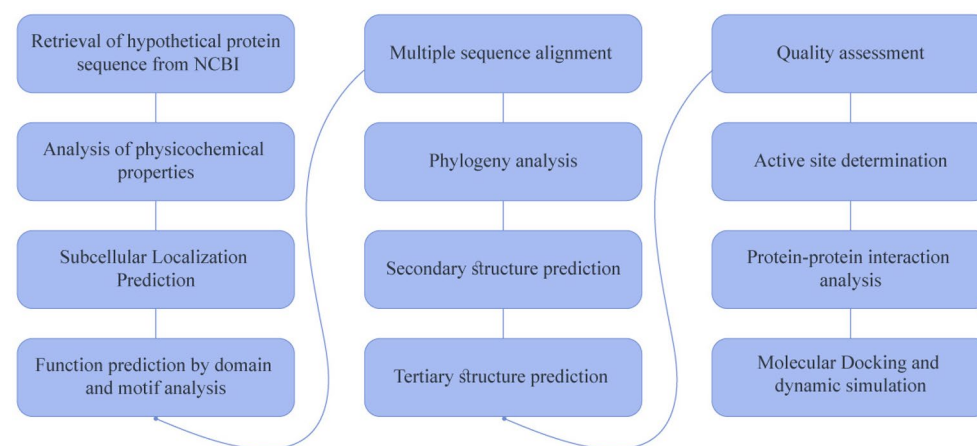 Retrieval of hypothetical protein
sequence from NCBI
Analysis of physicochemical
properties
Subcellular Localization
Prediction
Function prediction by domain
and motif analysis
Multiple sequence alignment
Phylogeny analysis
Secondary structure prediction
Tertiary structure prediction
Quality assessment
Active site determination
Protein-protein interaction
analysis
Molecular Docking and
dynamic simulation